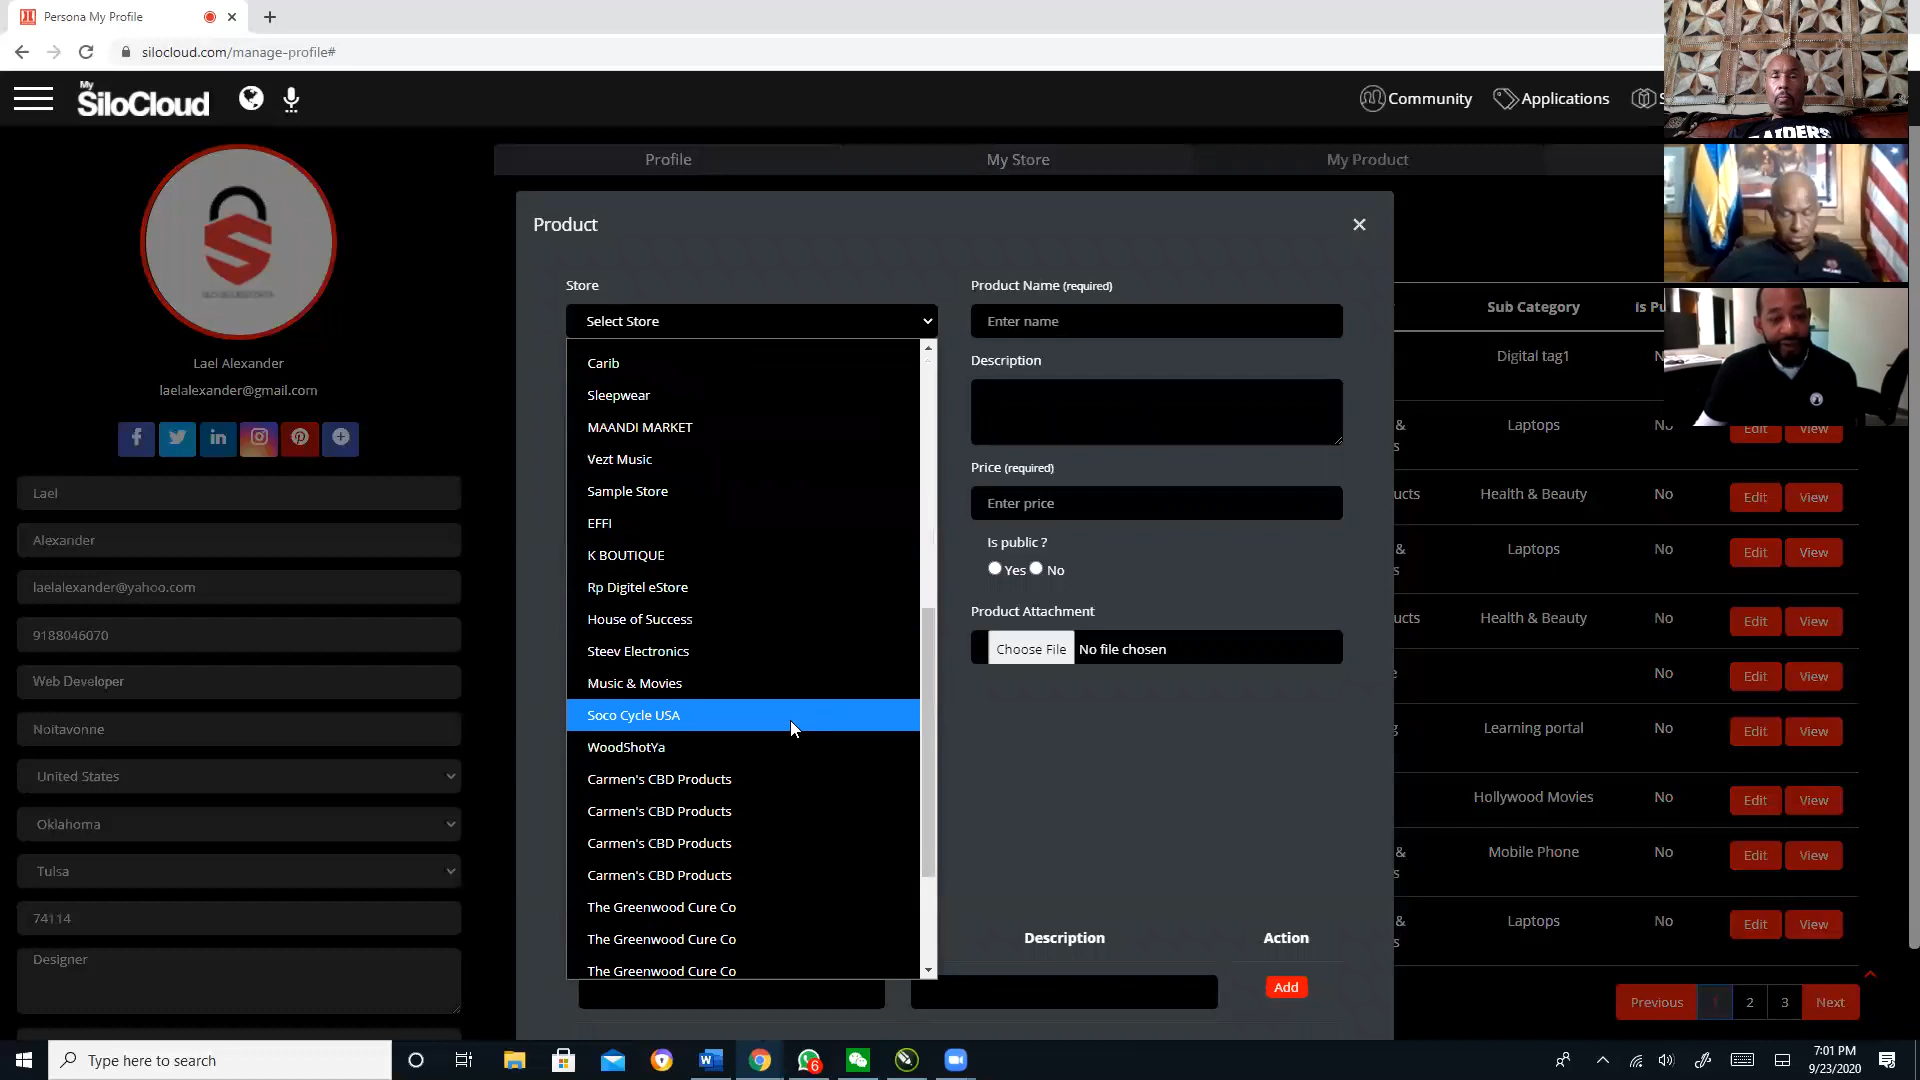 Persona My Profile
silocloud.com/manage-profile#
My
SiloCloud
Community
Applications
Profile
My Store
My Product
Lael Alexander
laelalexander@gmail.com
Lael
Alexander
laelalexander@yahoo.com
9188046070
Web Developer
Noitavonne
United States
Oklahoma
Tulsa
74114
Designer
Product
Store
Select Store
Carib
Sleepwear
MAANDI MARKET
Vezt Music
Sample Store
EFFI
K BOUTIQUE
Rp Digitel eStore
House of Success
Steev Electronics
Music & Movies
Soco Cycle USA
WoodShotYa
Carmen's CBD Products
Carmen's CBD Products
Carmen's CBD Products
Carmen's CBD Products
The Greenwood Cure Co
The Greenwood Cure Co
The Greenwood Cure Co
Product Name (required)
Enter name
Description
Price (required)
Enter price
Is public ?
Yes No
Product Attachment
Choose File No file chosen
Description Action
Add
Sub Category Is Pu
Digital tag1
& Laptops No Edit View
ucts Health & Beauty No Edit View
& Laptops No Edit View
ucts Health & Beauty No Edit View
No Edit View
Learning portal No Edit View
Hollywood Movies No Edit View
& Mobile Phone No Edit View
& Laptops No Edit View
Previous 1 2 3 Next
Type here to search
6
7:01 PM
9/23/2020